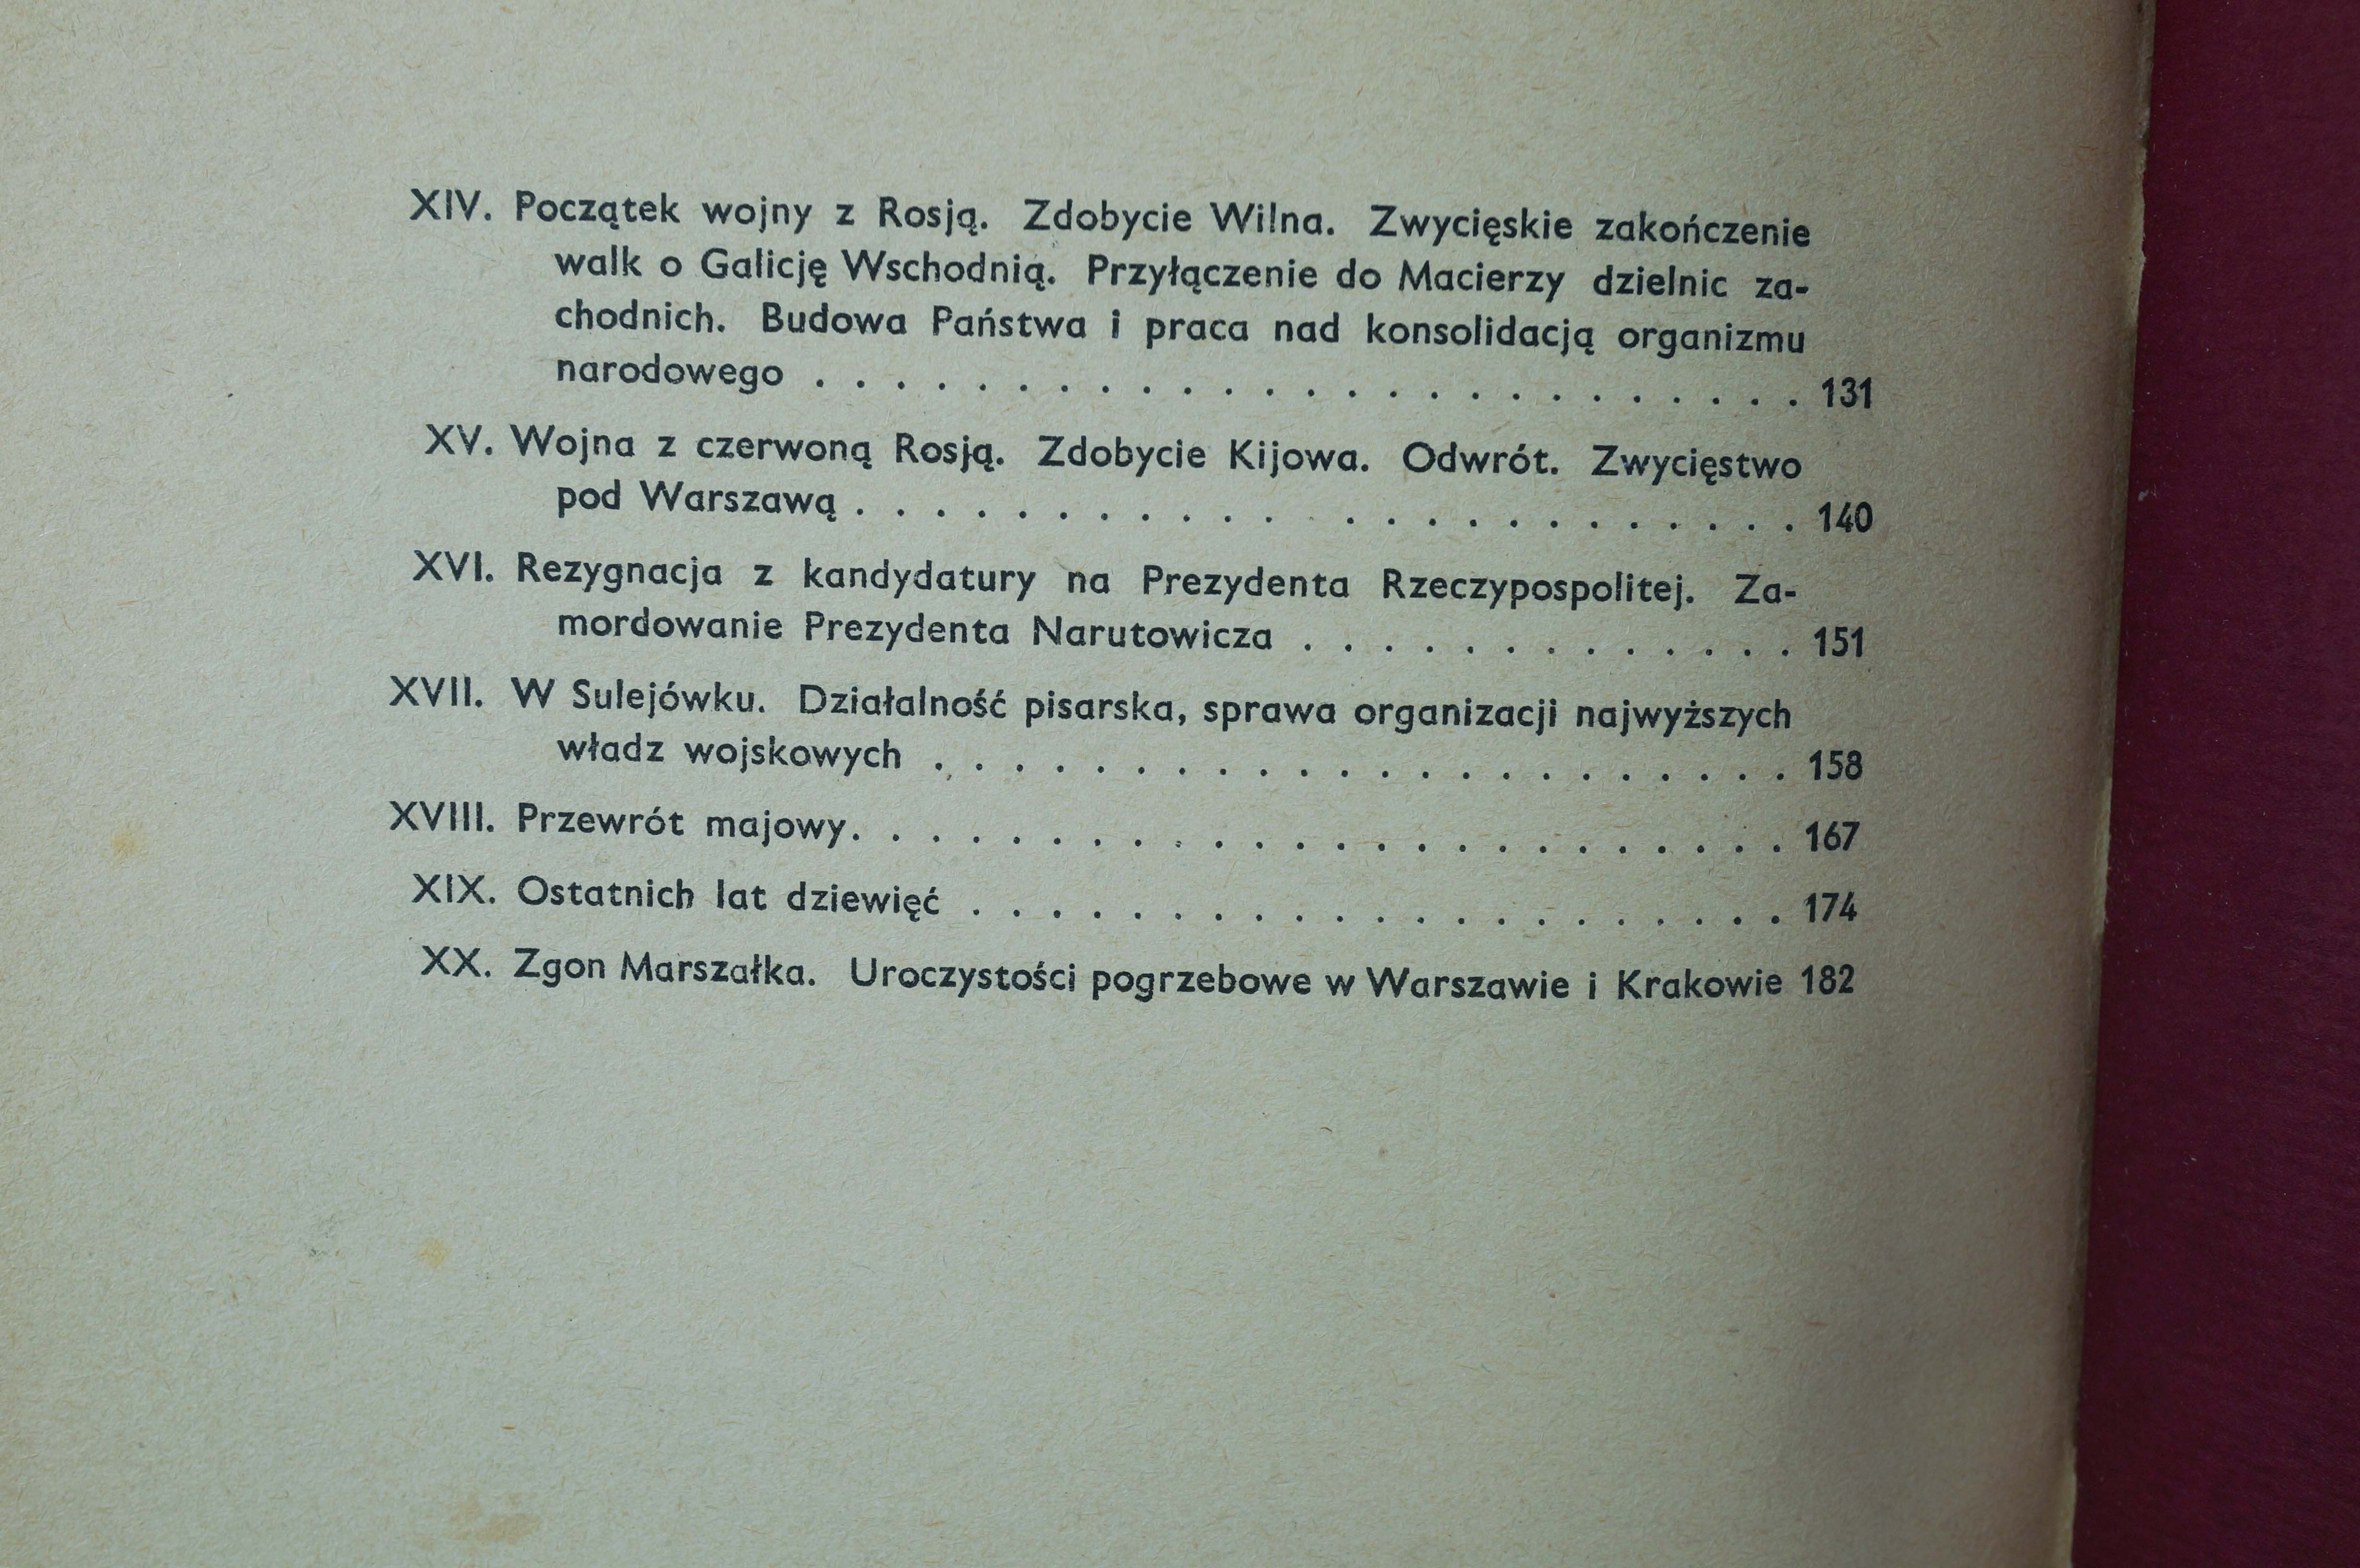 XIV. Początek wojny z Rosją. Zdobycie Wilna. Zwycięskie zakończenie
walk o Galicję Wschodnią. Przyłączenie do Macierzy dzielnic za-
chodnich. Budowa Państwa i praca nad konsolidacją organizmu
narodowego . . . . . . . . . . . . . . . . . . . . . . . . . 131
XV. Wojna z czerwoną Rosją. Zdobycie Kijowa. Odwrót. Zwycięstwo
pod Warszawą . . . . . . . . . . . . . . . . . . . . . . . 140
XVI. Rezygnacja z kandydatury na Prezydenta Rzeczypospolitej. Za-
mordowanie Prezydenta Narutowicza . . . . . . . . . . . . . 151
XVII. W Sulejówku. Działalność pisarska, sprawa organizacji najwyższych
władz wojskowych . . . . . . . . . . . . . . . . . . . . . . 158
XVIII. Przewrót majowy. . . . . . . . . . . . . . . . . . . . . . . . 167
XIX. Ostatnich lat dziewięć . . . . . . . . . . . . . . . . . . . . . 174
XX. Zgon Marszałka. Uroczystości pogrzebowe w Warszawie i Krakowie 182